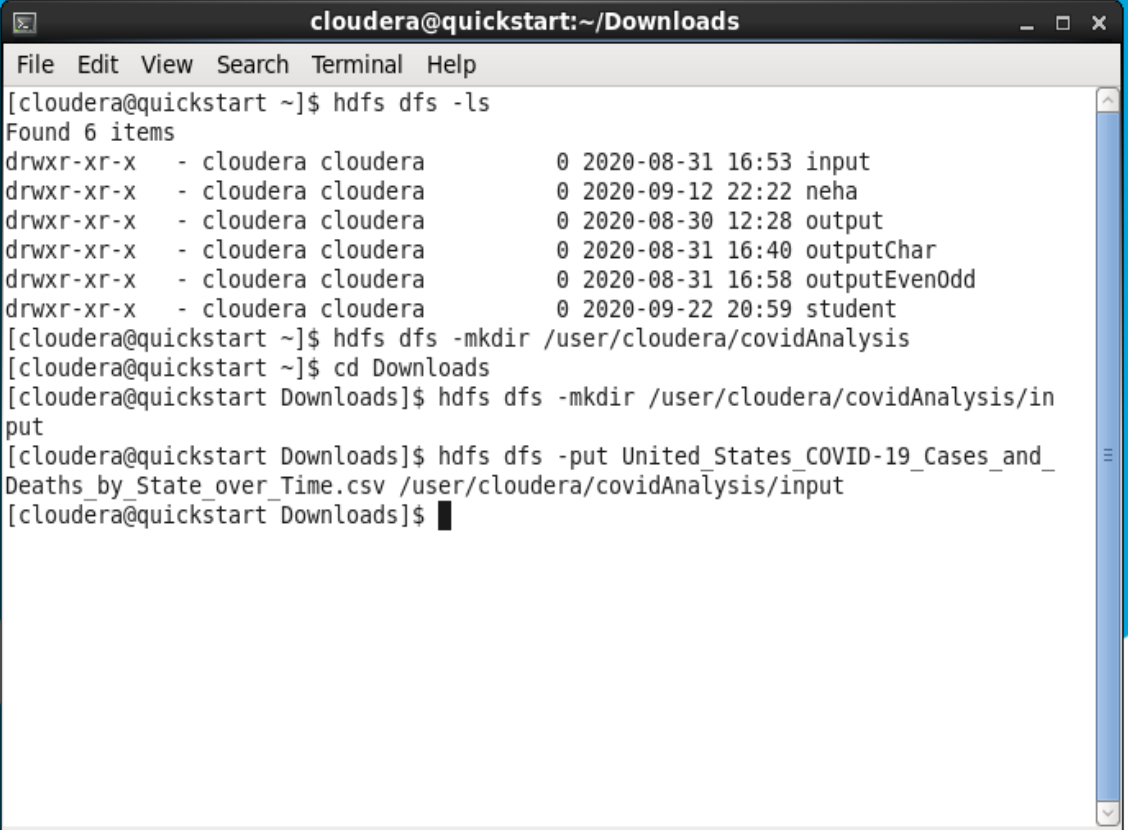 cloudera@quickstart:~/Downloads
File Edit View Search Terminal Help
[cloudera@quickstart ~]$ hdfs dfs -ls
Found 6 items
drwxr-xr-x   - cloudera cloudera          0 2020-08-31 16:53 input
drwxr-xr-x   - cloudera cloudera          0 2020-09-12 22:22 neha
drwxr-xr-x   - cloudera cloudera          0 2020-08-30 12:28 output
drwxr-xr-x   - cloudera cloudera          0 2020-08-31 16:40 outputChar
drwxr-xr-x   - cloudera cloudera          0 2020-08-31 16:58 outputEvenOdd
drwxr-xr-x   - cloudera cloudera          0 2020-09-22 20:59 student
[cloudera@quickstart ~]$ hdfs dfs -mkdir /user/cloudera/covidAnalysis
[cloudera@quickstart ~]$ cd Downloads
[cloudera@quickstart Downloads]$ hdfs dfs -mkdir /user/cloudera/covidAnalysis/in
put
[cloudera@quickstart Downloads]$ hdfs dfs -put United_States_COVID-19_Cases_and_
Deaths_by_State_over_Time.csv /user/cloudera/covidAnalysis/input
[cloudera@quickstart Downloads]$